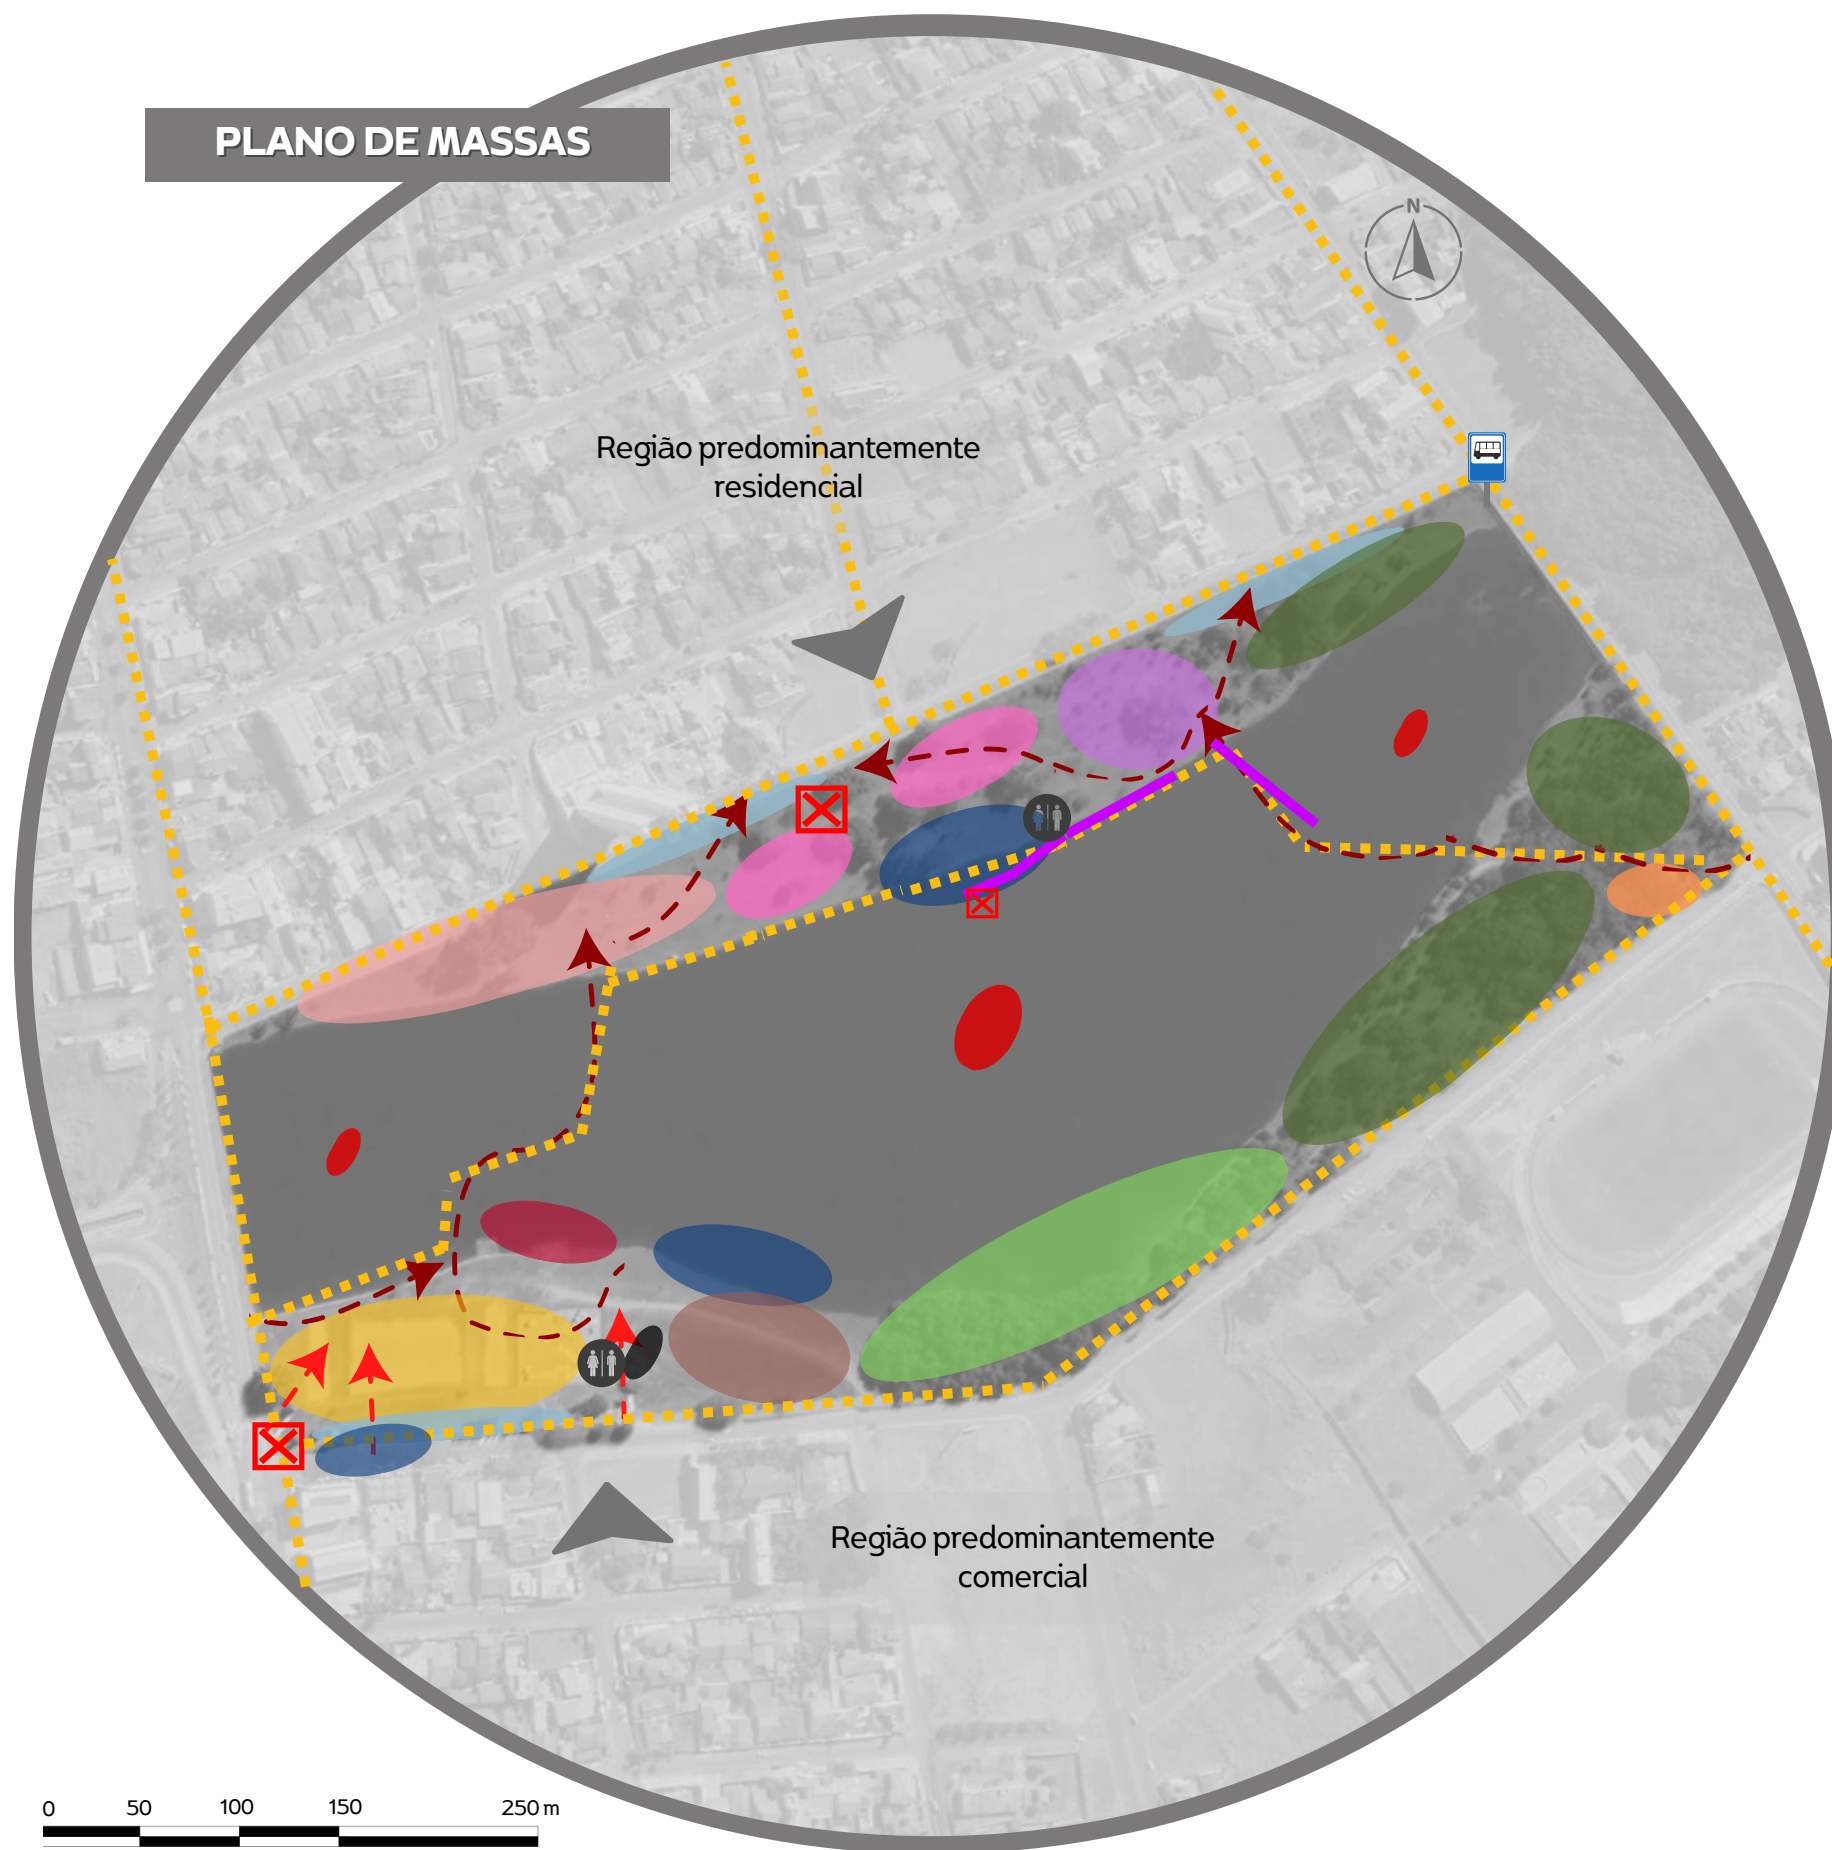 PLANO DE MASSAS
N
Região predominantemente
residencial
Região predominantemente
comercial
0 50 100 150 250 m